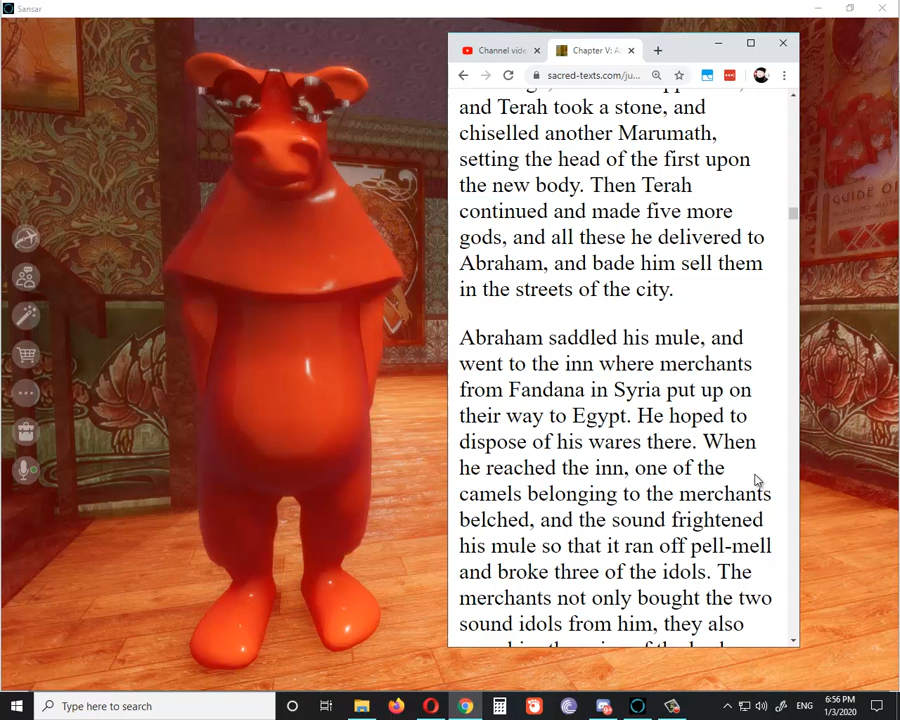 Sansar
Channel vide
Chapter V: A
sacred-texts.com/ju...
and Terah took a stone, and
chiselled another Marumath,
setting the head of the first upon
the new body. Then Terah
continued and made five more
gods, and all these he delivered to
Abraham, and bade him sell them
in the streets of the city.
Abraham saddled his mule, and
went to the inn where merchants
from Fandana in Syria put up on
their way to Egypt. He hoped to
dispose of his wares there. When
he reached the inn, one of the
camels belonging to the merchants
belched, and the sound frightened
his mule so that it ran off pell-mell
and broke three of the idols. The
merchants not only bought the two
sound idols from him, they also
GUIDE OF
Type here to search
ENG
6:56 PM
1/3/2020